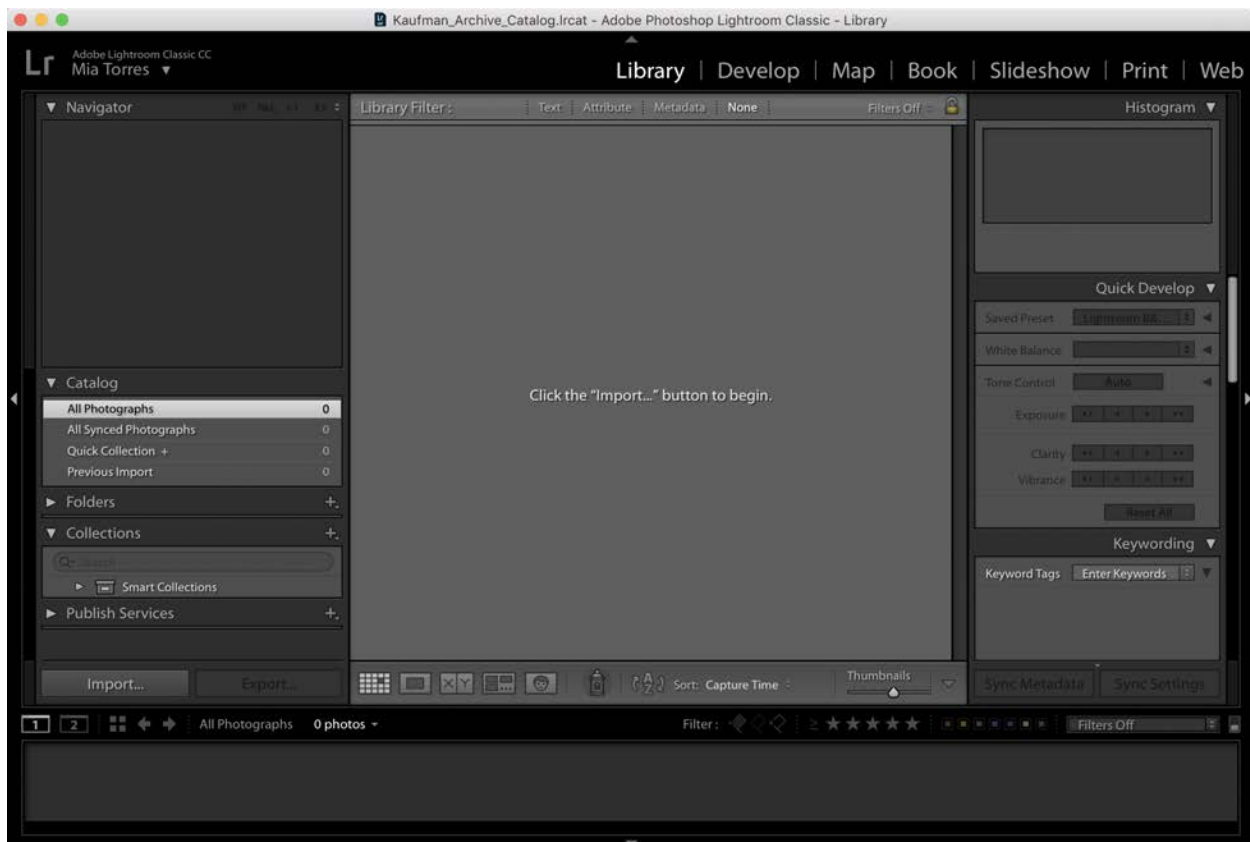 Kaufman_Archive_Catalog.lrcat - Adobe Photoshop Lightroom Classic - Library
Lr
Adobe Lightroom Classic CC
Mia Torres
Library | Develop | Map | Book | Slideshow | Print | Web
Navigator
Library Filter : Text Attribute Metadata None Filters Off
Histogram
Quick Develop
Saved Preset
White Balance
Tone Control Auto
Exposure
Clarity
Vibrance
Reset All
Catalog
All Photographs 0
All Synced Photographs 0
Quick Collection + 0
Previous Import 0
Click the “Import...” button to begin.
Folders
Collections
Search
Smart Collections
Publish Services
Keywording
Keyword Tags Enter Keywords
Import... Export...
X Y
A Z Sort: Capture Time
Thumbnails
Sync Metadata Sync Settings
1 2 All Photographs 0 photos
Filter : ≥ ★★★★★ Filters Off